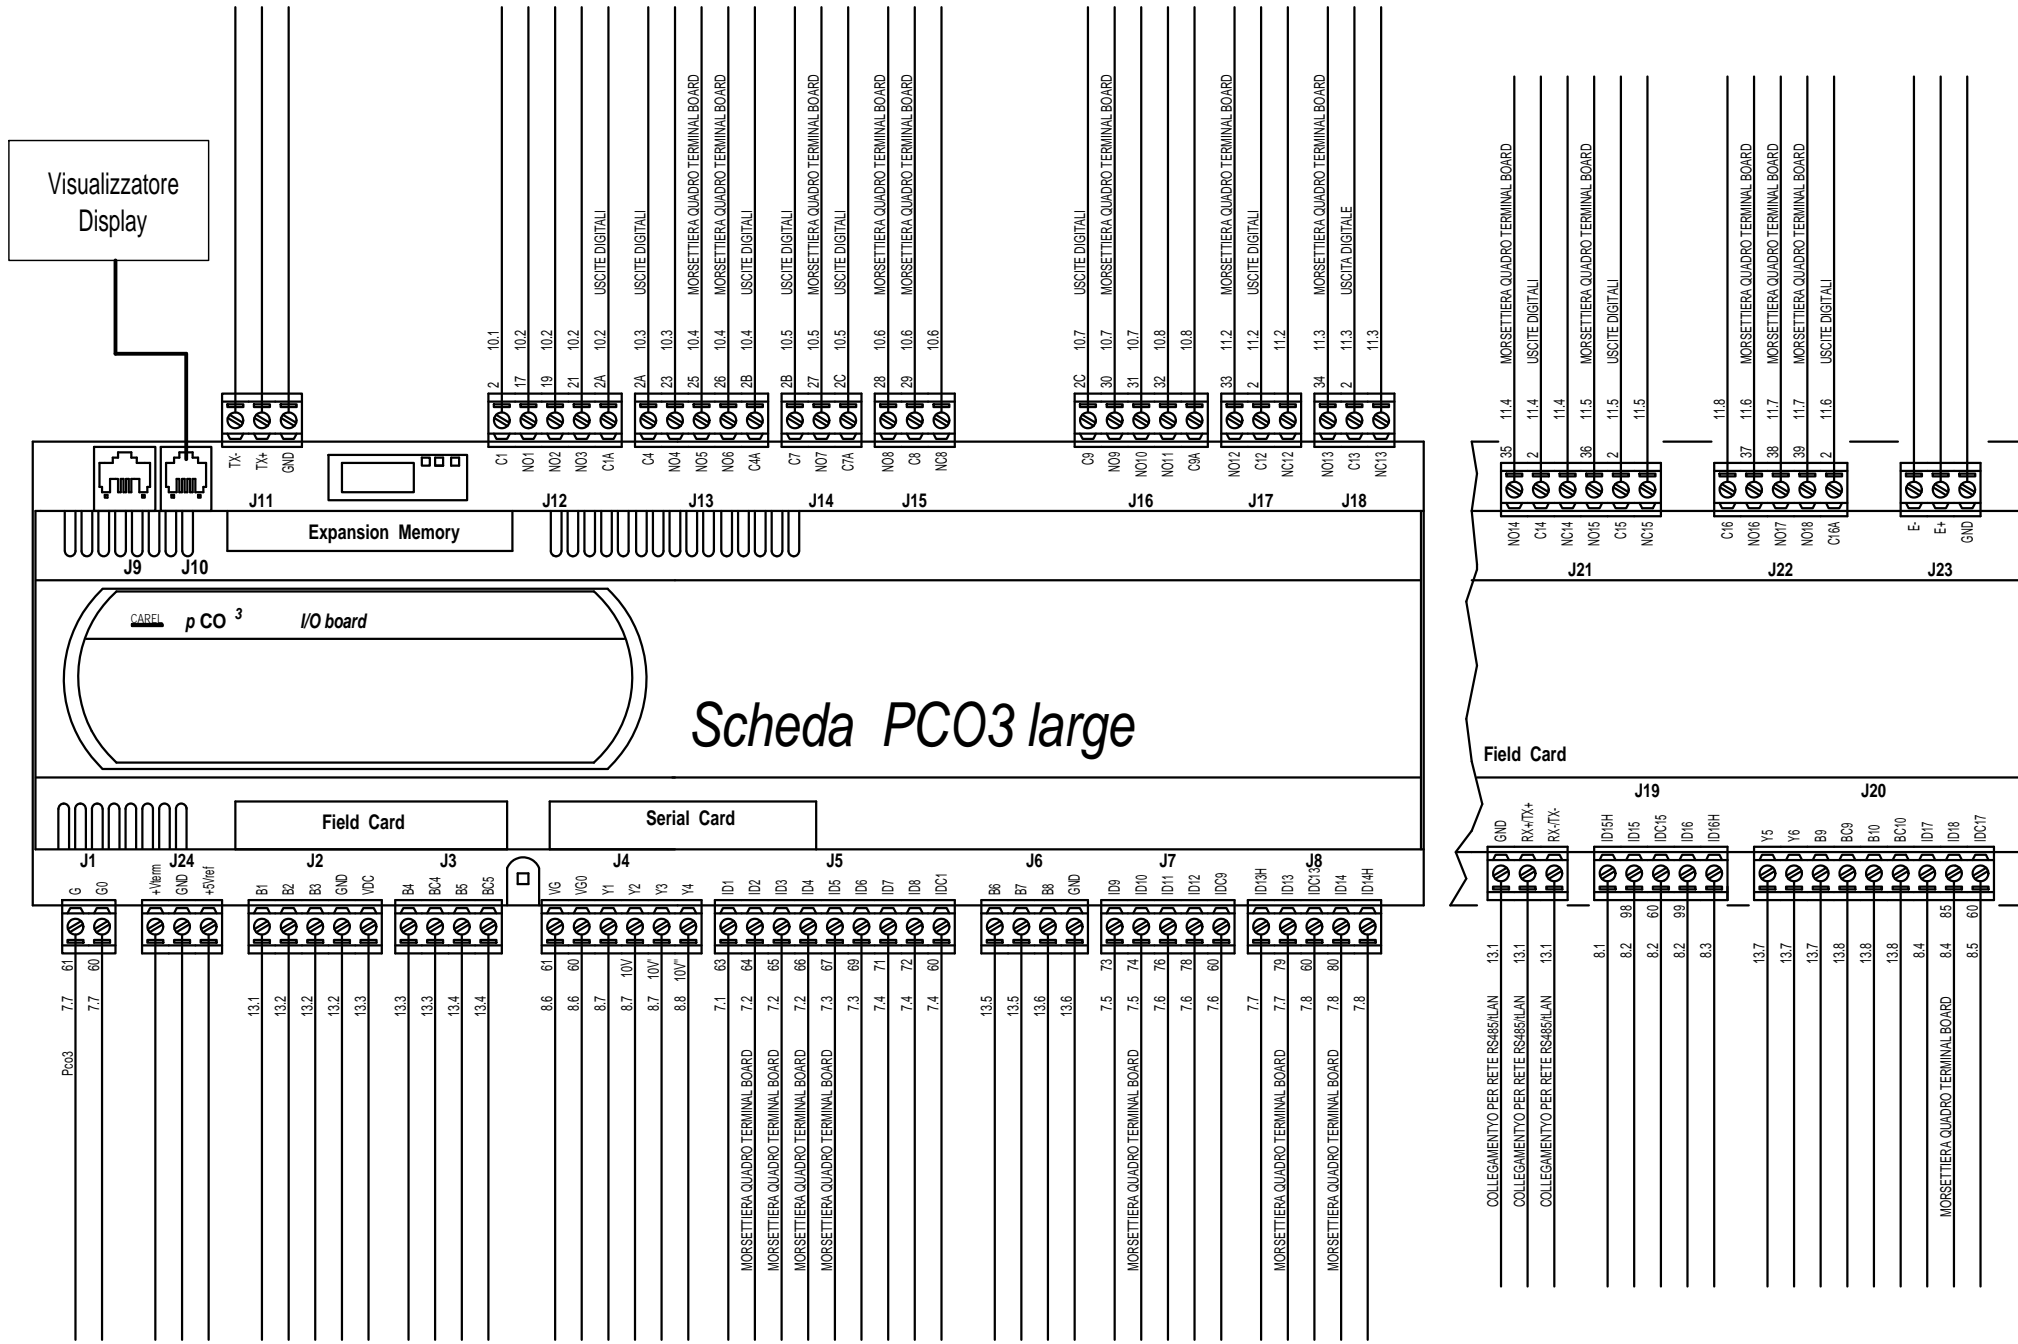 Visualizzatore
Display
TX-
TX+
GND
J11
2 10.1
17 10.2
19 10.2
21 10.2
2A 10.2 USCITE DIGITALI
C1
NO1
NO2
NO3
C1A
J12
2A 10.3 USCITE DIGITALI
23 10.3
25 10.4 MORSETTIERA QUADRO TERMINAL BOARD
26 10.4 MORSETTIERA QUADRO TERMINAL BOARD
2B 10.4 USCITE DIGITALI
C4
NO4
NO5
NO6
C4A
J13
2B 10.5 USCITE DIGITALI
27 10.5 MORSETTIERA QUADRO TERMINAL BOARD
2C 10.5 USCITE DIGITALI
C7
NO7
C7A
J14
28 10.6 MORSETTIERA QUADRO TERMINAL BOARD
29 10.6 MORSETTIERA QUADRO TERMINAL BOARD
10.6
NO8
C8
NC8
J15
2C 10.7 USCITE DIGITALI
30 10.7 MORSETTIERA QUADRO TERMINAL BOARD
31 10.7
32 10.8
10.8
C9
NO9
NO10
NO11
C9A
J16
33 11.2 MORSETTIERA QUADRO TERMINAL BOARD
2 11.2 USCITE DIGITALI
11.2
NO12
C12
NC12
J17
34 11.3 MORSETTIERA QUADRO TERMINAL BOARD
2 11.3 USCITA DIGITALE
11.3
NO13
C13
NC13
J18
35 11.4 MORSETTIERA QUADRO TERMINAL BOARD
2 11.4 USCITE DIGITALI
11.4
36 11.5 MORSETTIERA QUADRO TERMINAL BOARD
2 11.5 USCITE DIGITALI
11.5
NO14
C14
NC14
NO15
C15
NC15
J21
11.8
37 11.6 MORSETTIERA QUADRO TERMINAL BOARD
38 11.7 MORSETTIERA QUADRO TERMINAL BOARD
39 11.7 MORSETTIERA QUADRO TERMINAL BOARD
2 11.6 USCITE DIGITALI
C16
NO16
NO17
NO18
C16A
J22
E-
E+
GND
J23
Expansion Memory
J9
J10
CAREL pCO 3 I/O board
Scheda PCO3 large
Field Card
Serial Card
Field Card
J1
G
G0
61 7.7 Pco3
60 7.7
J24
+Vterm
GND
+5Vref
J2
B1
B2
B3
GND
VDC
13.1
13.2
13.2
13.2
13.3
J3
B4
BC4
B5
BC5
13.3
13.3
13.4
13.4
J4
VG
VG0
Y1
Y2
Y3
Y4
61 8.6
60 8.6
8.7
10V 8.7
10V' 8.7
10V" 8.8
J5
ID1
ID2
ID3
ID4
ID5
ID6
ID7
ID8
IDC1
63 7.1
64 7.2 MORSETTIERA QUADRO TERMINAL BOARD
65 7.2 MORSETTIERA QUADRO TERMINAL BOARD
66 7.2 MORSETTIERA QUADRO TERMINAL BOARD
67 7.3 MORSETTIERA QUADRO TERMINAL BOARD
69 7.3
71 7.4
72 7.4
60 7.4
J6
B6
B7
B8
GND
13.5
13.5
13.6
13.6
J7
ID9
ID10
ID11
ID12
IDC9
73 7.5
74 7.5 MORSETTIERA QUADRO TERMINAL BOARD
76 7.6
78 7.6
60 7.6
J8
ID13H
ID13
IDC13
ID14
ID14H
7.7
79 7.7 MORSETTIERA QUADRO TERMINAL BOARD
60 7.8
80 7.8 MORSETTIERA QUADRO TERMINAL BOARD
7.8
GND
RX+/TX+
RX-/TX-
13.1 COLLEGAMENTYO PER RETE RS485/tLAN
13.1 COLLEGAMENTYO PER RETE RS485/tLAN
13.1 COLLEGAMENTYO PER RETE RS485/tLAN
J19
ID15H
ID15
IDC15
ID16
ID16H
8.1
98 8.2
60 8.2
99 8.2
8.3
J20
Y5
Y6
B9
BC9
B10
BC10
ID17
ID18
IDC17
13.7
13.7
13.7
13.8
13.8
13.8
8.4
85 8.4 MORSETTIERA QUADRO TERMINAL BOARD
60 8.5